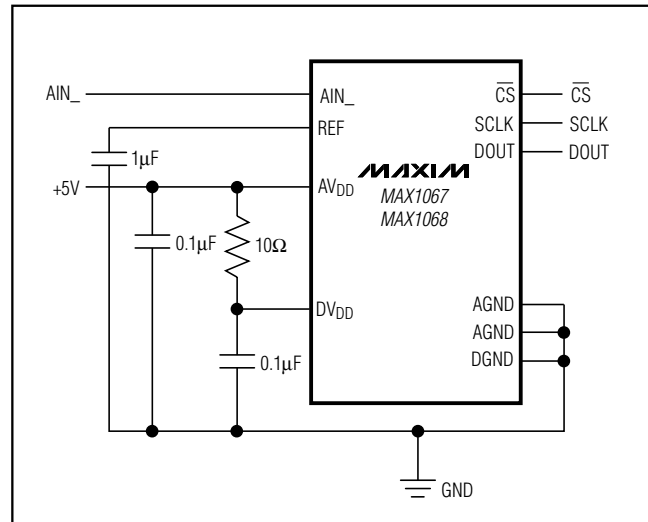 AIN_
AIN_
CS
CS
REF
SCLK
SCLK
1µF
DOUT
DOUT
MAXIM
+5V
AVDD
MAX1067
MAX1068
0.1µF
10Ω
DVDD
AGND
AGND
0.1µF
DGND
GND